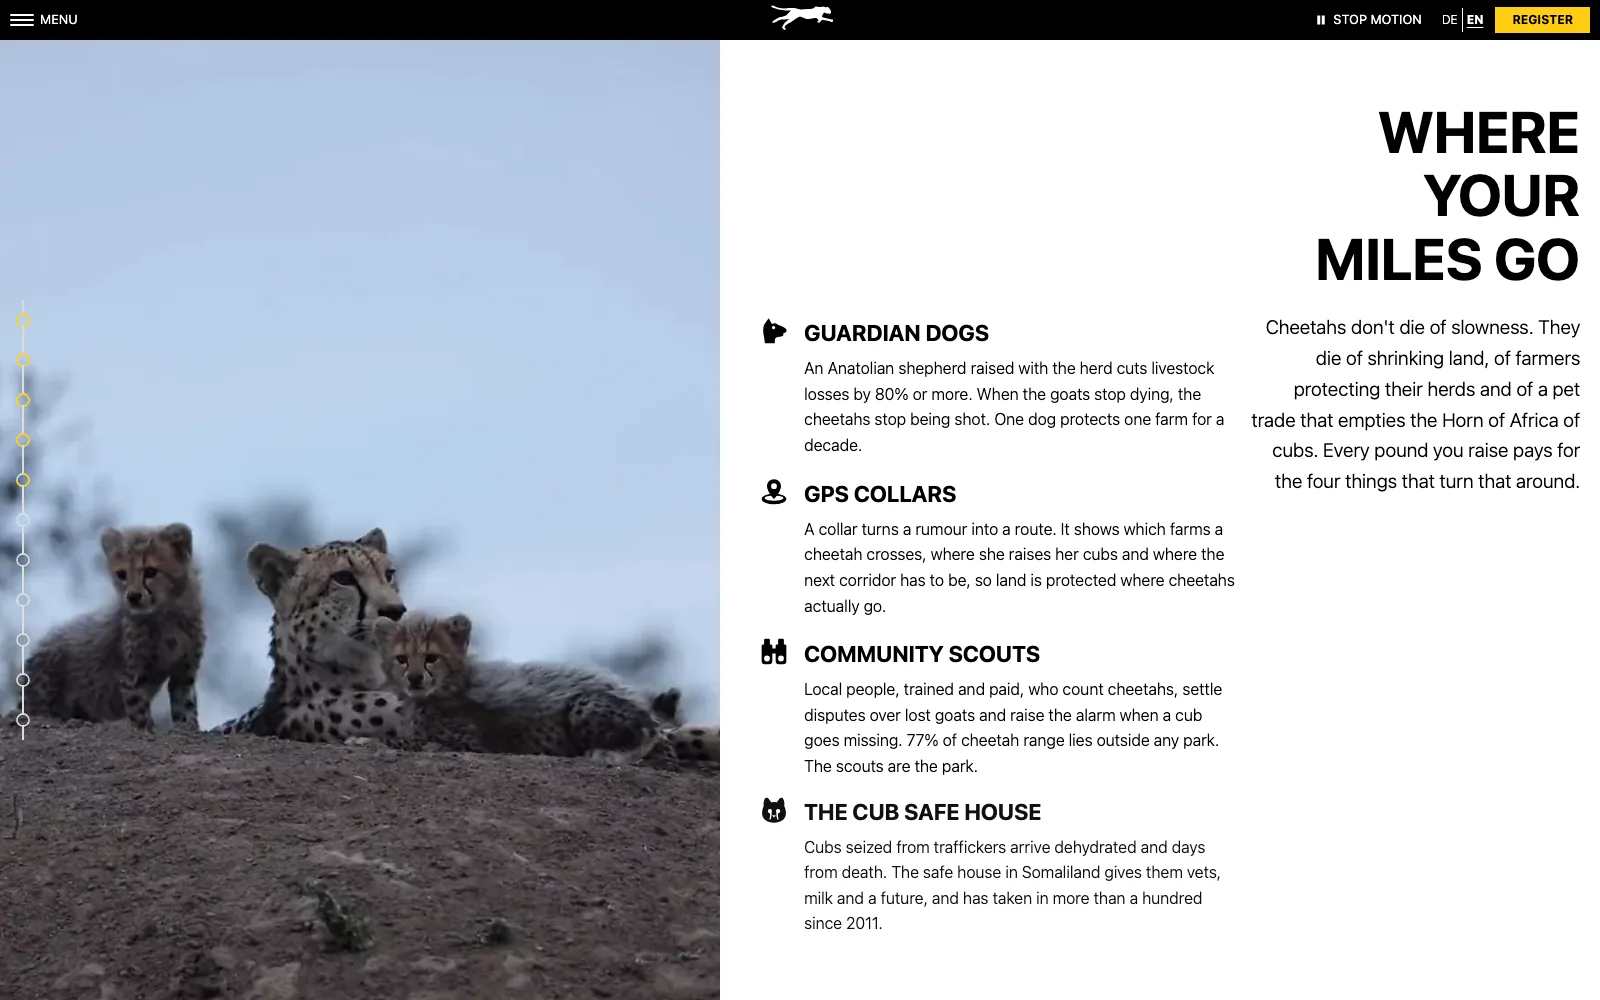 MENU
STOP MOTION
DE
EN
REGISTER
WHERE
YOUR
MILES GO
Cheetahs don't die of slowness. They
die of shrinking land, of farmers
protecting their herds and of a pet
trade that empties the Horn of Africa of
cubs. Every pound you raise pays for
the four things that turn that around.
GUARDIAN DOGS
An Anatolian shepherd raised with the herd cuts livestock
losses by 80% or more. When the goats stop dying, the
cheetahs stop being shot. One dog protects one farm for a
decade.
GPS COLLARS
A collar turns a rumour into a route. It shows which farms a
cheetah crosses, where she raises her cubs and where the
next corridor has to be, so land is protected where cheetahs
actually go.
COMMUNITY SCOUTS
Local people, trained and paid, who count cheetahs, settle
disputes over lost goats and raise the alarm when a cub
goes missing. 77% of cheetah range lies outside any park.
The scouts are the park.
THE CUB SAFE HOUSE
Cubs seized from traffickers arrive dehydrated and days
from death. The safe house in Somaliland gives them vets,
milk and a future, and has taken in more than a hundred
since 2011.